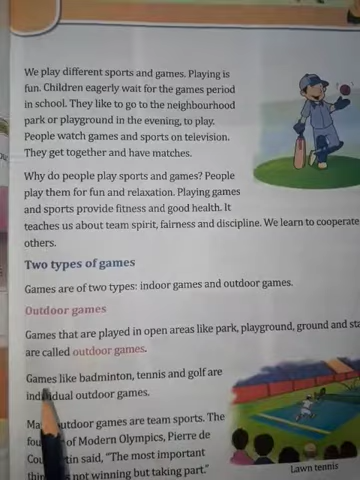 We play different sports and games. Playing is
fun. Children eagerly wait for the games period
in school. They like to go to the neighbourhood
park or playground in the evening, to play.
People watch games and sports on television.
They get together and have matches.
Why do people play sports and games? People
play them for fun and relaxation. Playing games
and sports provide fitness and good health. It
teaches us about team spirit, fairness and discipline. We learn to cooperate
others.
Two types of games
Games are of two types: indoor games and outdoor games.
Outdoor games
Games that are played in open areas like park, playground, ground and
are called outdoor games.
Games like badminton, tennis and golf are
individual outdoor games.
outdoor games are team sports. The
of Modern Olympics, Pierre de
said, "The most important
not winning but taking part."
Lawn tennis